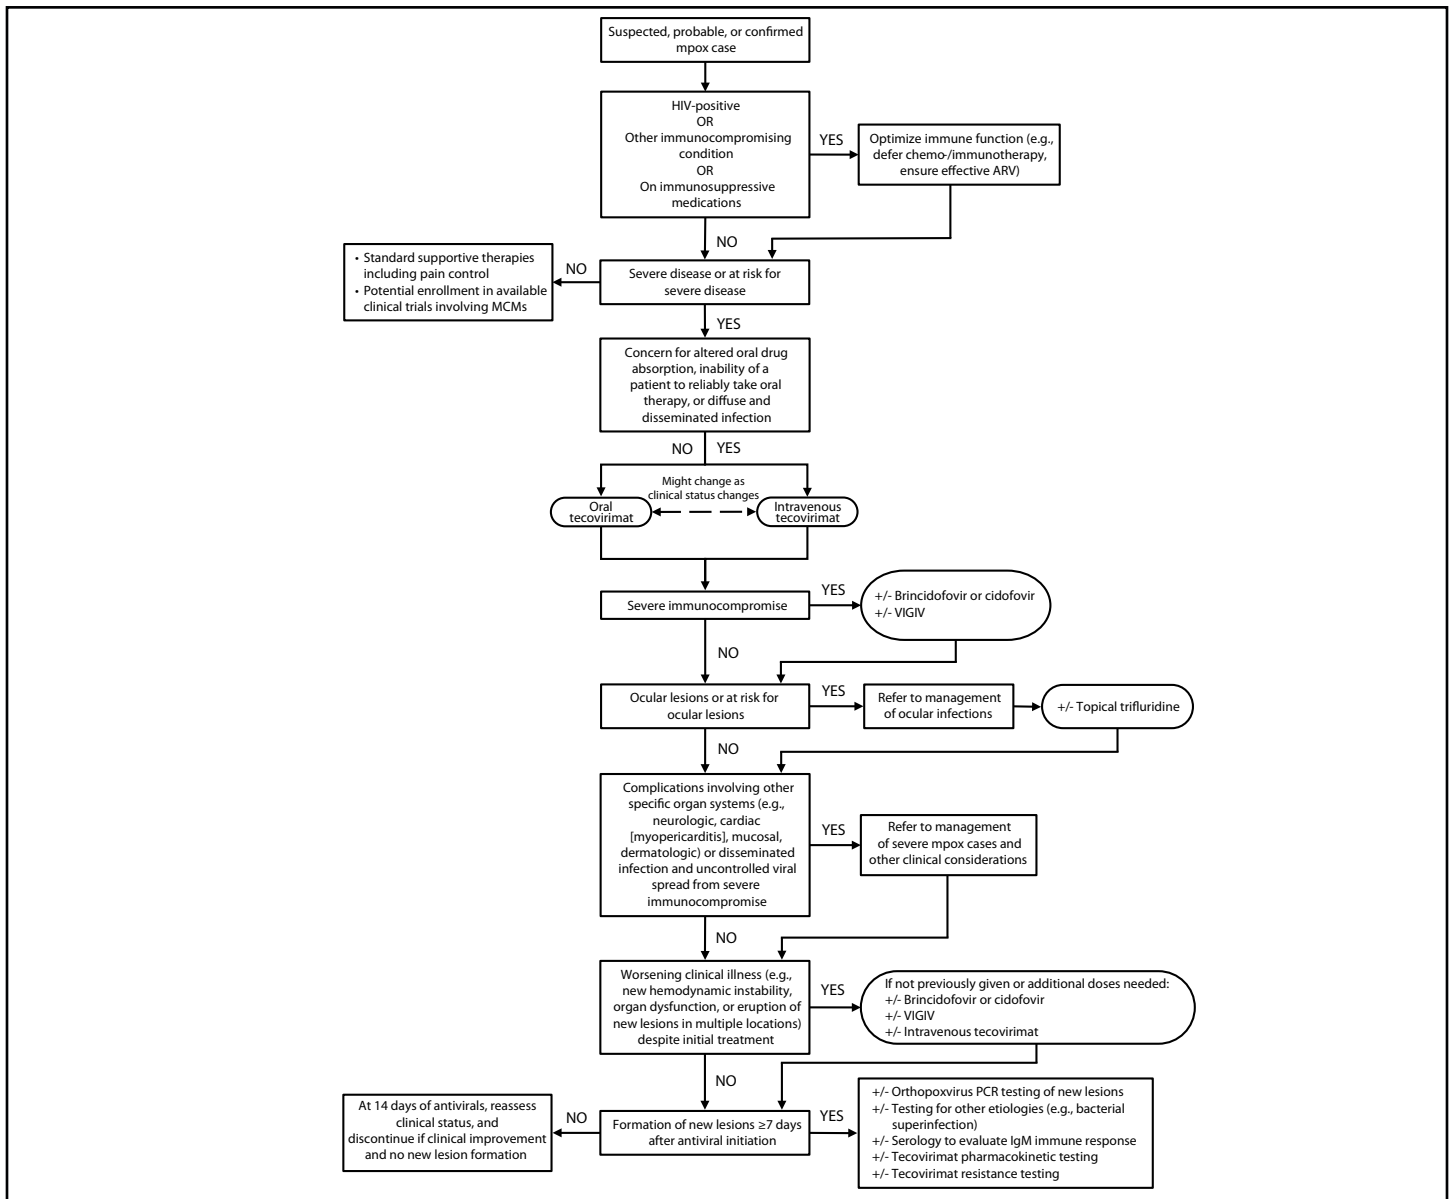 Suspected, probable, or confirmed
mpox case
HIV-positive
OR
Other immunocompromising
condition
OR
On immunosuppressive
medications
YES
Optimize immune function (e.g.,
defer chemo-/immunotherapy,
ensure effective ARV)
NO
Severe disease or at risk for
severe disease
NO
• Standard supportive therapies
including pain control
• Potential enrollment in available
clinical trials involving MCMs
YES
Concern for altered oral drug
absorption, inability of a
patient to reliably take oral
therapy, or diffuse and
disseminated infection
NO YES
Might change as
clinical status changes
Oral
tecovirimat
Intravenous
tecovirimat
Severe immunocompromise
YES
+/- Brincidofovir or cidofovir
+/- VIGIV
NO
Ocular lesions or at risk for
ocular lesions
YES
Refer to management
of ocular infections
+/- Topical trifluridine
NO
Complications involving other
specific organ systems (e.g.,
neurologic, cardiac
[myopericarditis], mucosal,
dermatologic) or disseminated
infection and uncontrolled viral
spread from severe
immunocompromise
YES
Refer to management
of severe mpox cases and
other clinical considerations
NO
Worsening clinical illness (e.g.,
new hemodynamic instability,
organ dysfunction, or eruption of
new lesions in multiple locations)
despite initial treatment
YES
If not previously given or additional doses needed:
+/- Brincidofovir or cidofovir
+/- VIGIV
+/- Intravenous tecovirimat
NO
Formation of new lesions ≥7 days
after antiviral initiation
NO
At 14 days of antivirals, reassess
clinical status, and
discontinue if clinical improvement
and no new lesion formation
YES
+/- Orthopoxvirus PCR testing of new lesions
+/- Testing for other etiologies (e.g., bacterial
superinfection)
+/- Serology to evaluate IgM immune response
+/- Tecovirimat pharmacokinetic testing
+/- Tecovirimat resistance testing